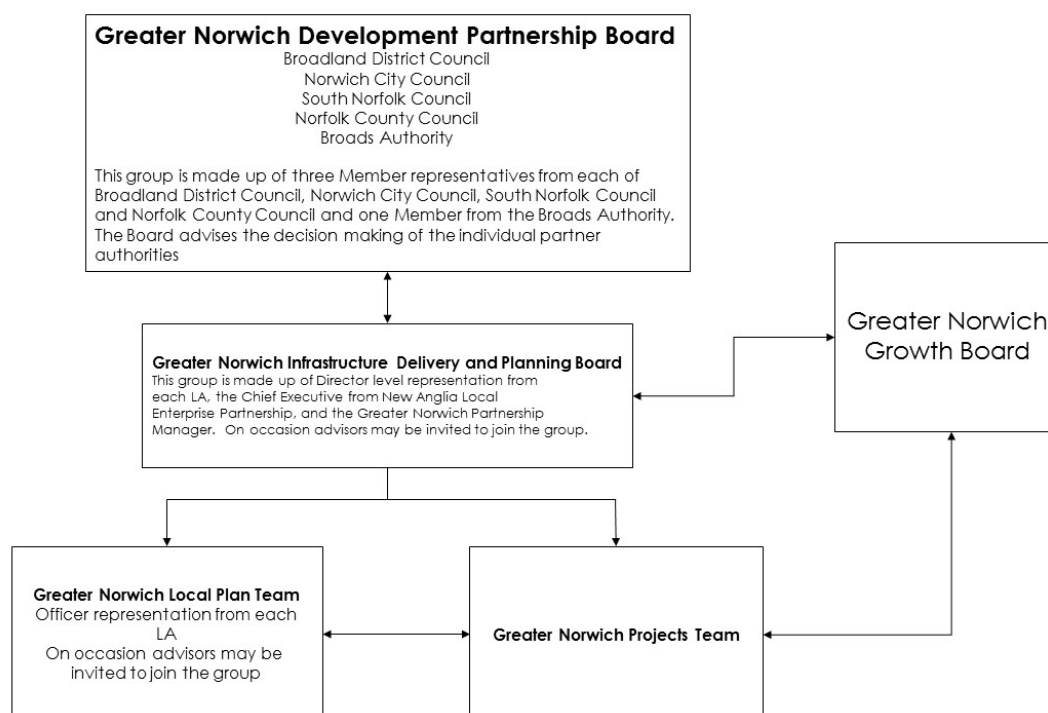 Greater Norwich Development Partnership Board
Broadland District Council
Norwich City Council
South Norfolk Council
Norfolk County Council
Broads Authority
This group is made up of three Member representatives from each of
Broadland District Council, Norwich City Council, South Norfolk Council
and Norfolk County Council and one Member from the Broads Authority.
The Board advises the decision making of the individual partner
authorities
Greater Norwich Infrastructure Delivery and Planning Board
This group is made up of Director level representation from
each LA, the Chief Executive from New Anglia Local
Enterprise Partnership, and the Greater Norwich Partnership
Manager. On occasion advisors may be invited to join the group.
Greater Norwich
Growth Board
Greater Norwich Local Plan Team
Officer representation from each
LA
On occasion advisors may be
invited to join the group
Greater Norwich Projects Team